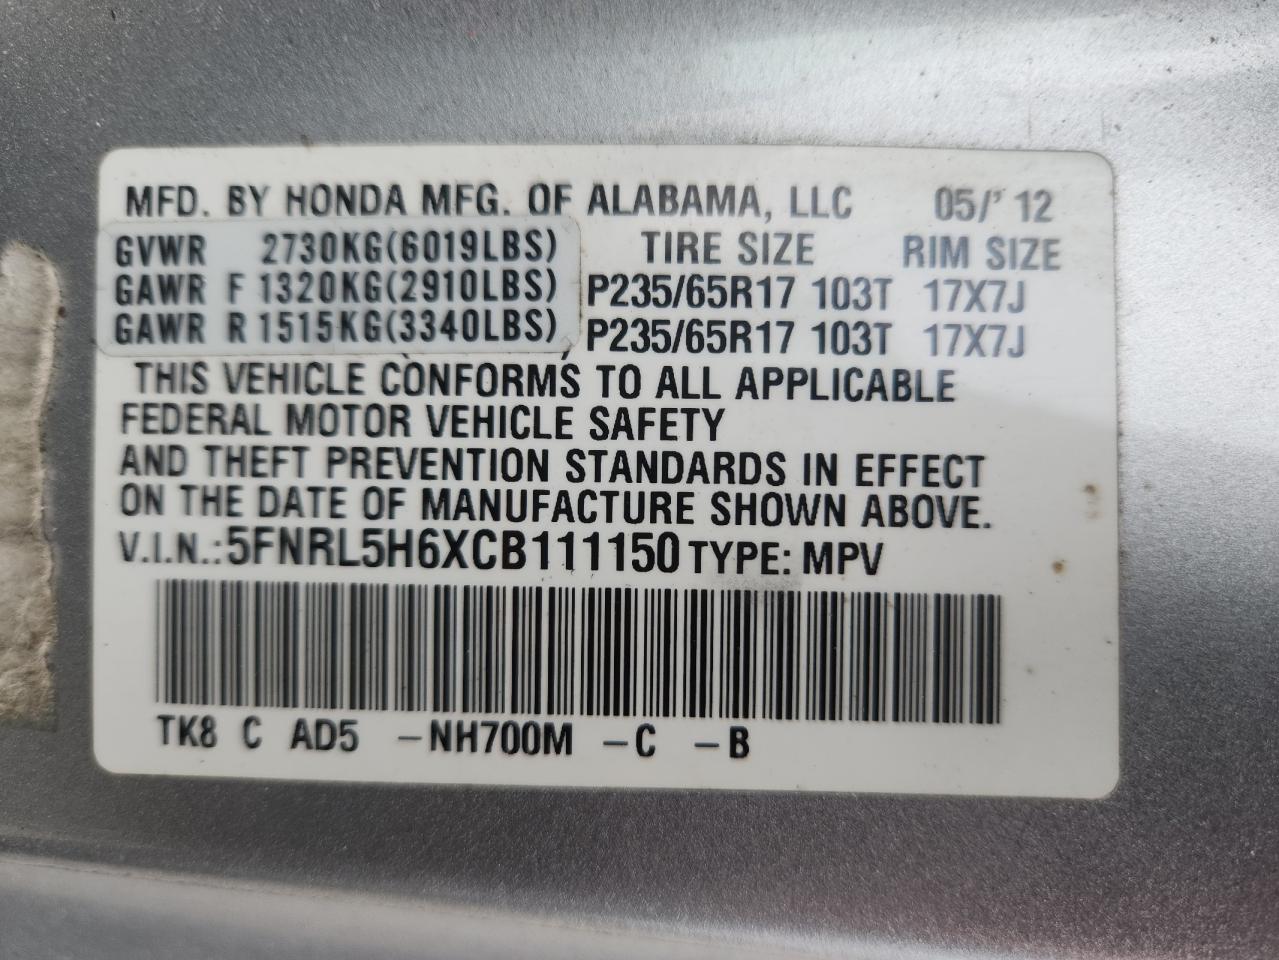 MFD. BY HONDA MFG. OF ALABAMA, LLC 05/' 12
GVWR 2730KG(6019LBS) TIRE SIZE RIM SIZE
GAWR F 1320KG(2910LBS) P235/65R17 103T 17X7J
GAWR R 1515KG(3340LBS) P235/65R17 103T 17X7J
THIS VEHICLE CONFORMS TO ALL APPLICABLE
FEDERAL MOTOR VEHICLE SAFETY
AND THEFT PREVENTION STANDARDS IN EFFECT
ON THE DATE OF MANUFACTURE SHOWN ABOVE.
V.I.N.:5FNRL5H6XCB111150 TYPE: MPV
TK8 C AD5 -NH700M -C -B